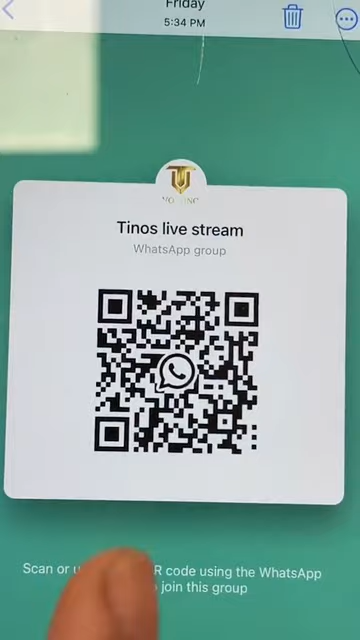 Friday
5:34 PM
Tinos live stream
WhatsApp group
Scan or R code using the WhatsApp
join this group